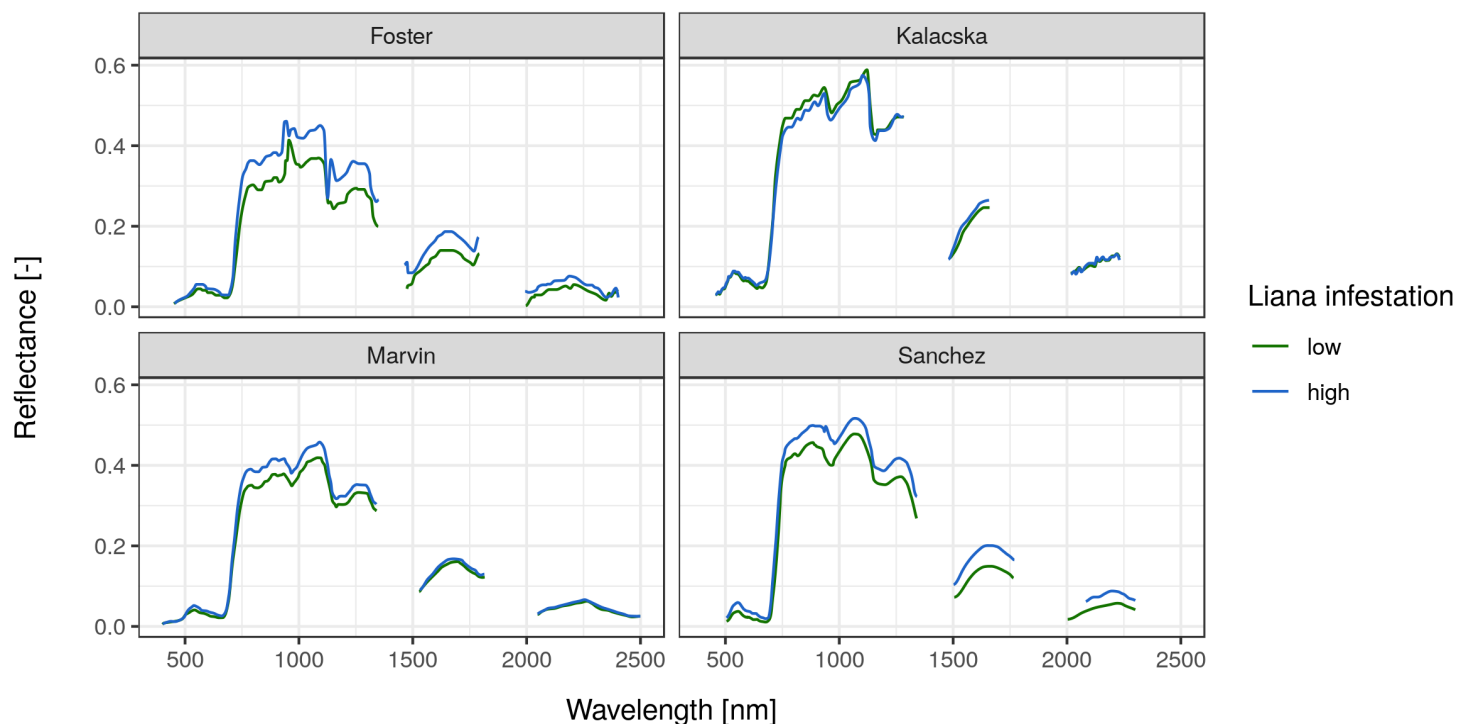 Foster
Kalacska
0.6
0.4
0.2
0.0
Marvin
Sanchez
0.6
0.4
0.2
0.0
500 1000 1500 2000 2500
500 1000 1500 2000 2500
Wavelength [nm]
Reflectance [-]
Liana infestation
low
high